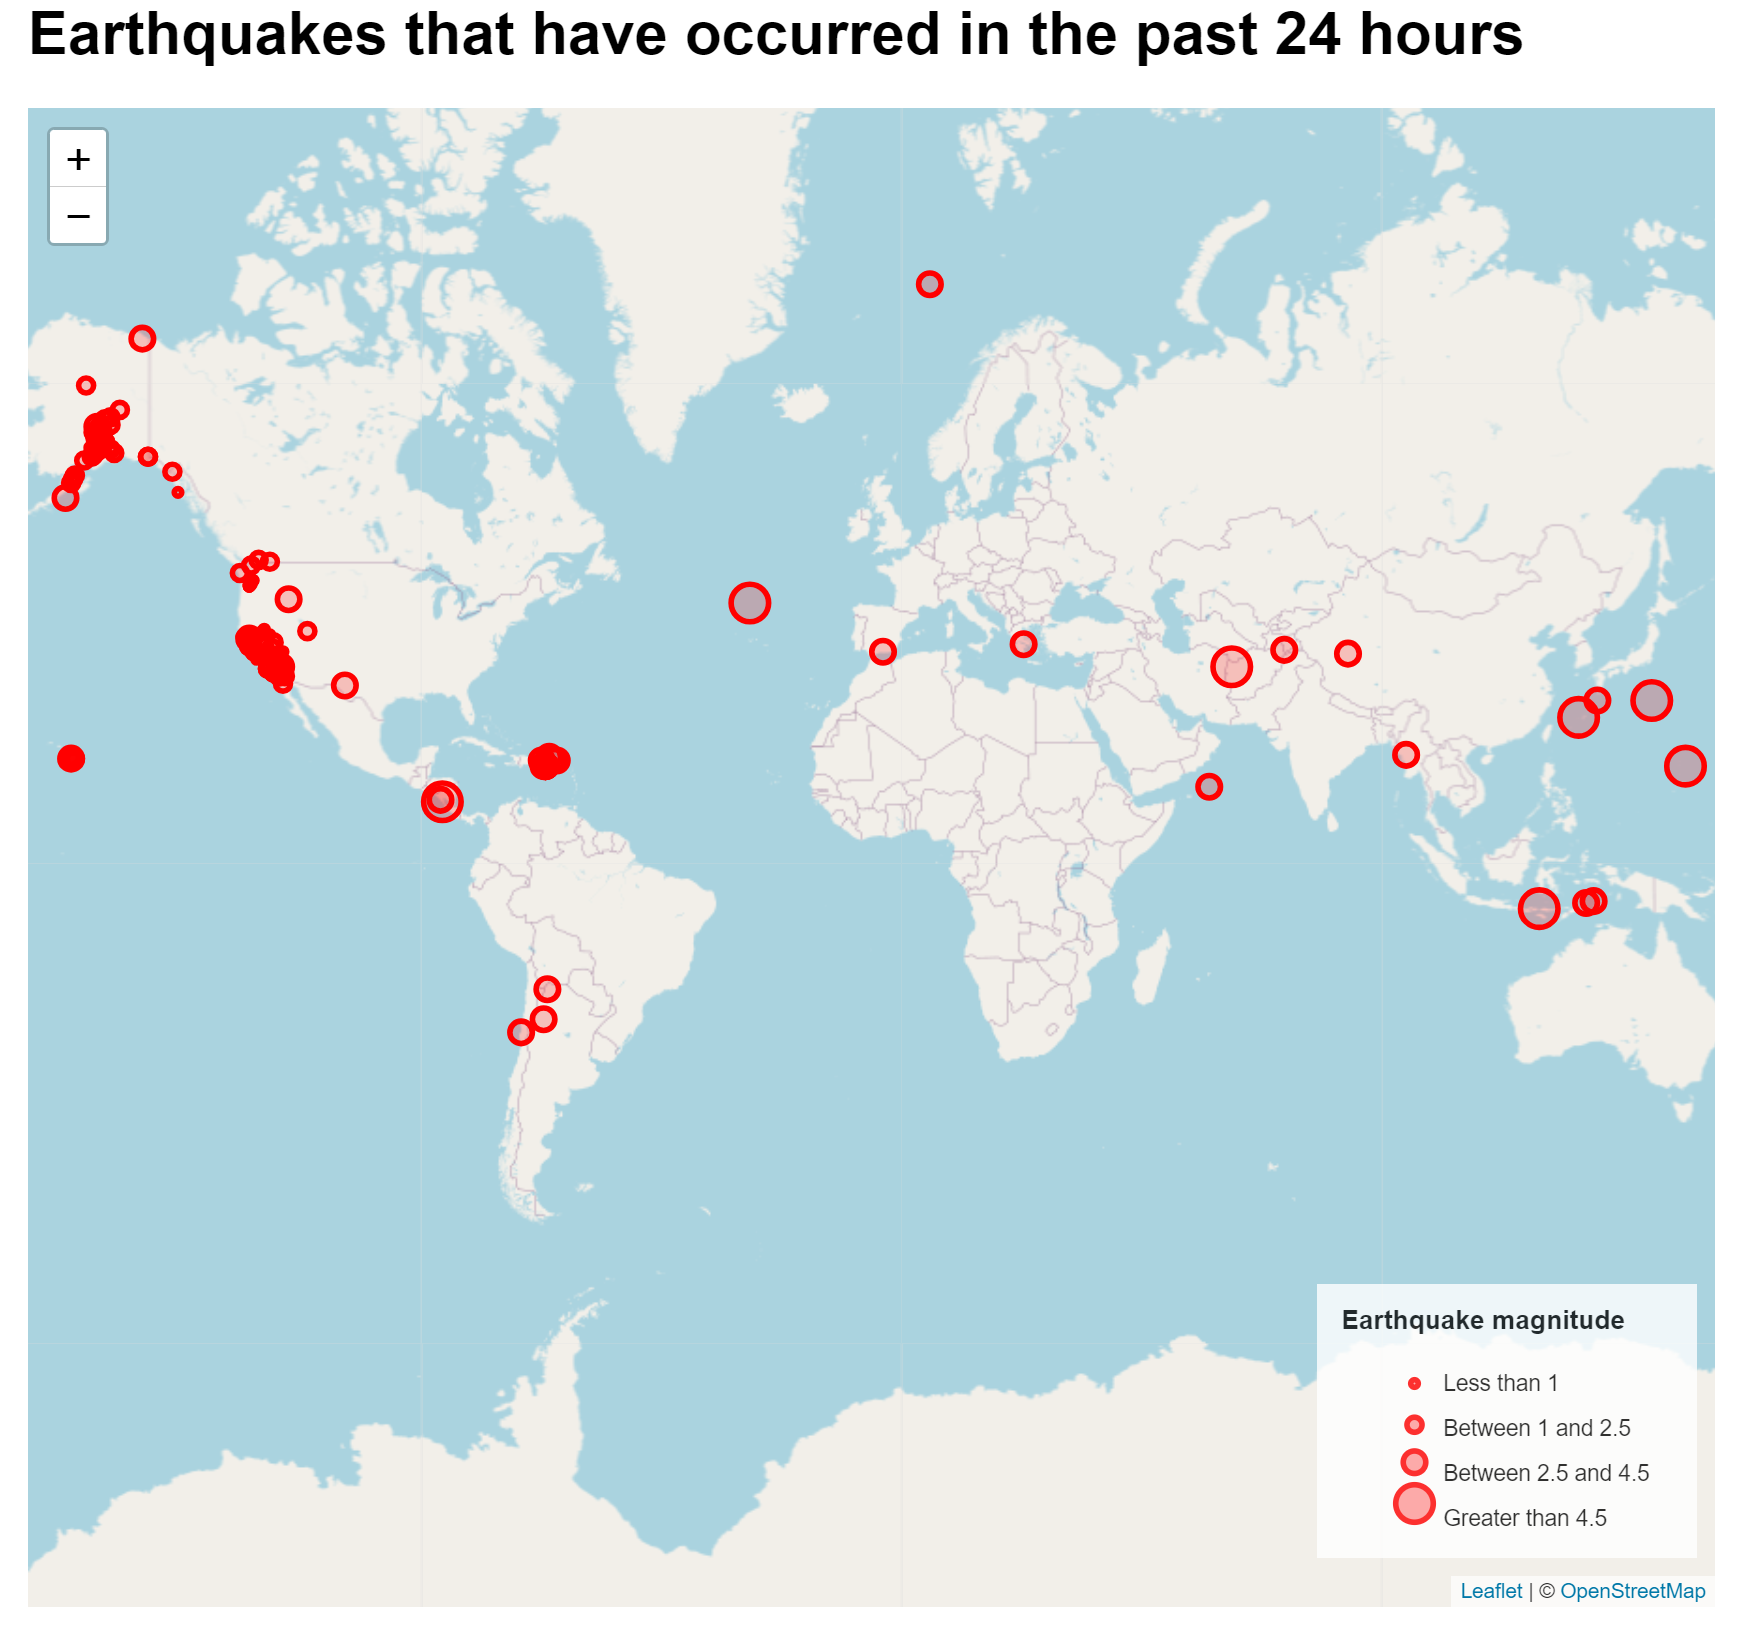 Earthquakes that have occurred in the past 24 hours
+
−
Earthquake magnitude
Less than 1
Between 1 and 2.5
Between 2.5 and 4.5
Greater than 4.5
Leaflet | © OpenStreetMap